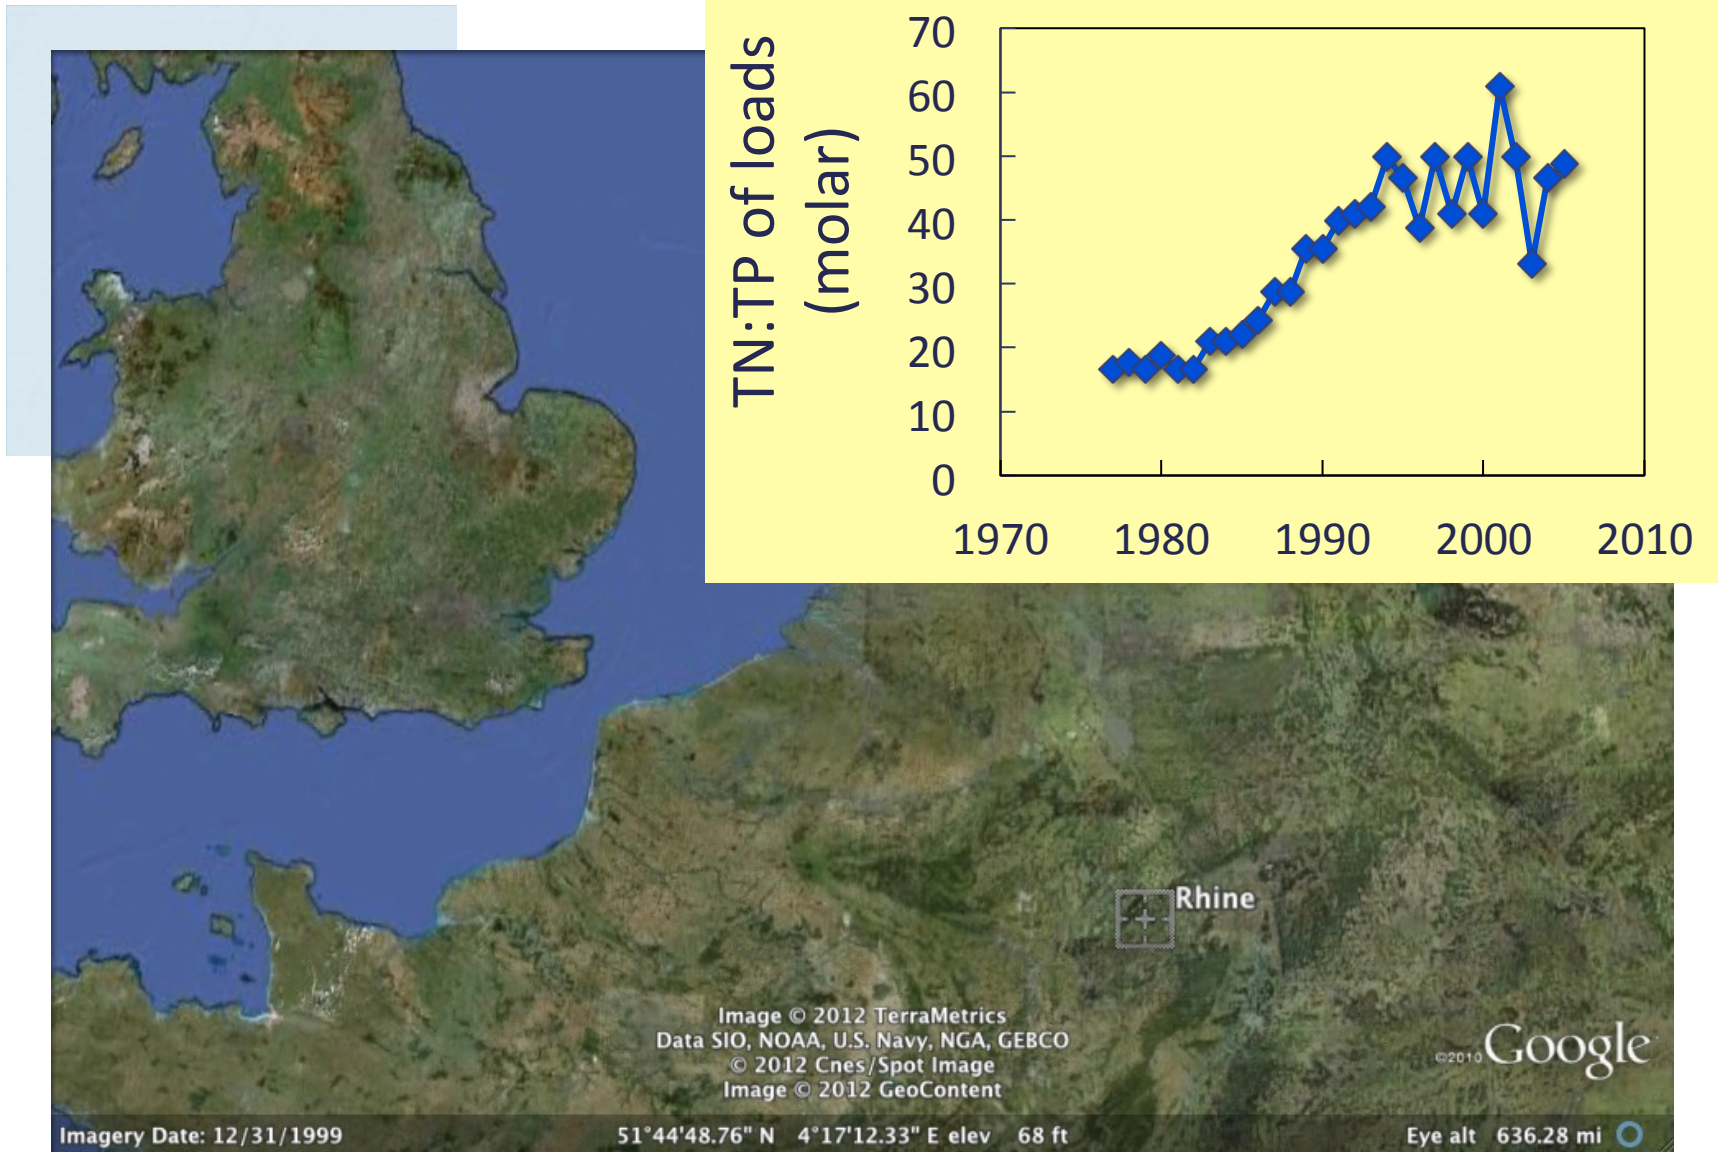 TN:TP of loads
(molar)
70
60
50
40
30
20
10
0
1970 1980 1990 2000 2010
Rhine
Image © 2012 TerraMetrics
Data SIO, NOAA, U.S. Navy, NGA, GEBCO
© 2012 Cnes/Spot Image
Image © 2012 GeoContent
©2010 Google
Imagery Date: 12/31/1999 51°44'48.76" N 4°17'12.33" E elev 68 ft Eye alt 636.28 mi